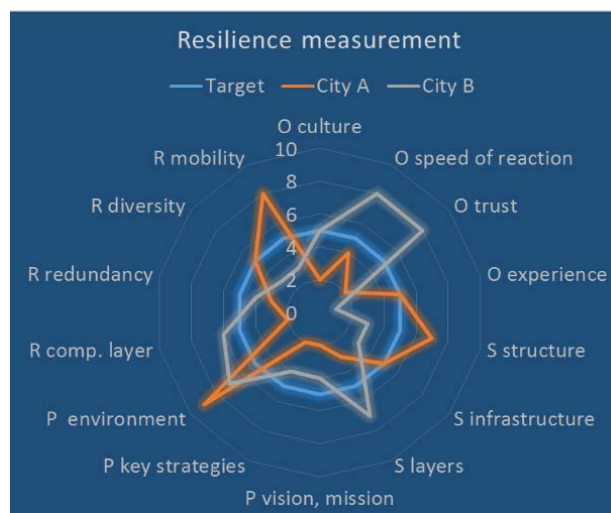 Resilience measurement
Target City A City B
O culture
R mobility 10 O speed of reaction
8
R diversity O trust
6
4
R redundancy 2 O experience
0
R comp. layer S structure
P environment S infrastructure
P key strategies S layers
P vision, mission